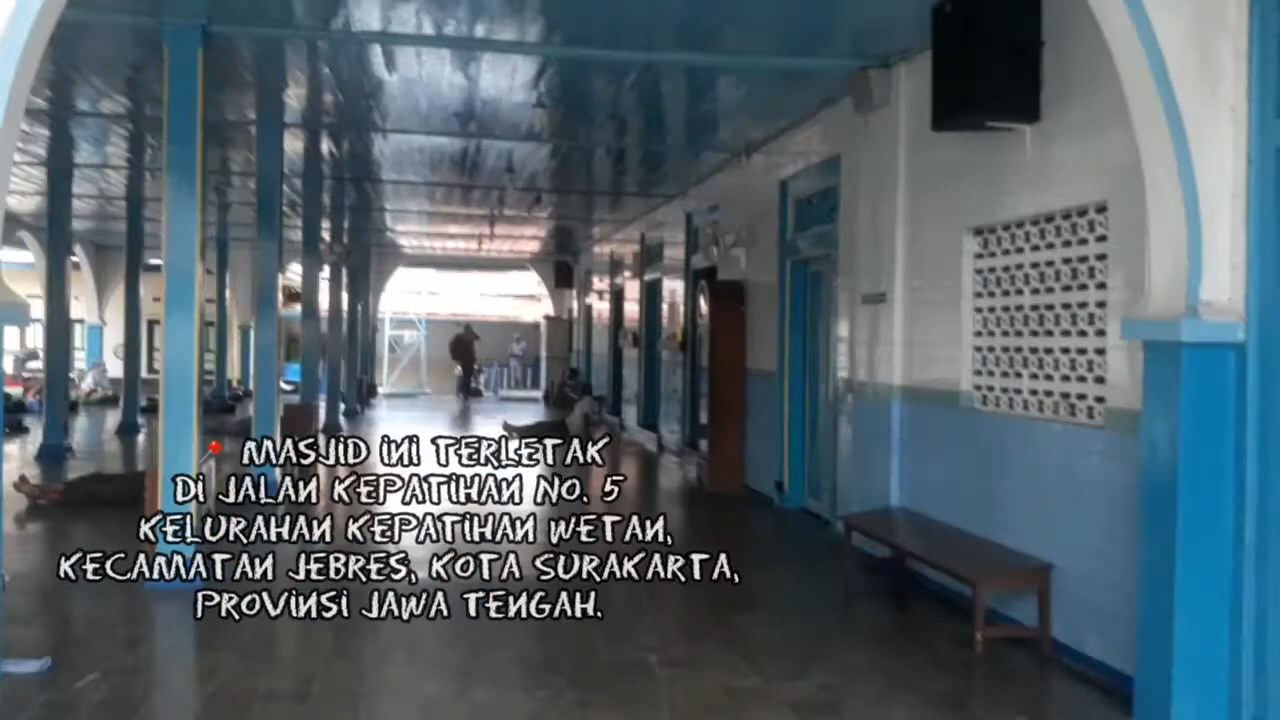 📍 MASJID INI TERLETAK
DI JALAN KEPATIHAN NO. 5
KELURAHAN KEPATIHAN WETAN,
KECAMATAN JEBRES, KOTA SURAKARTA,
PROVINSI JAWA TENGAH.